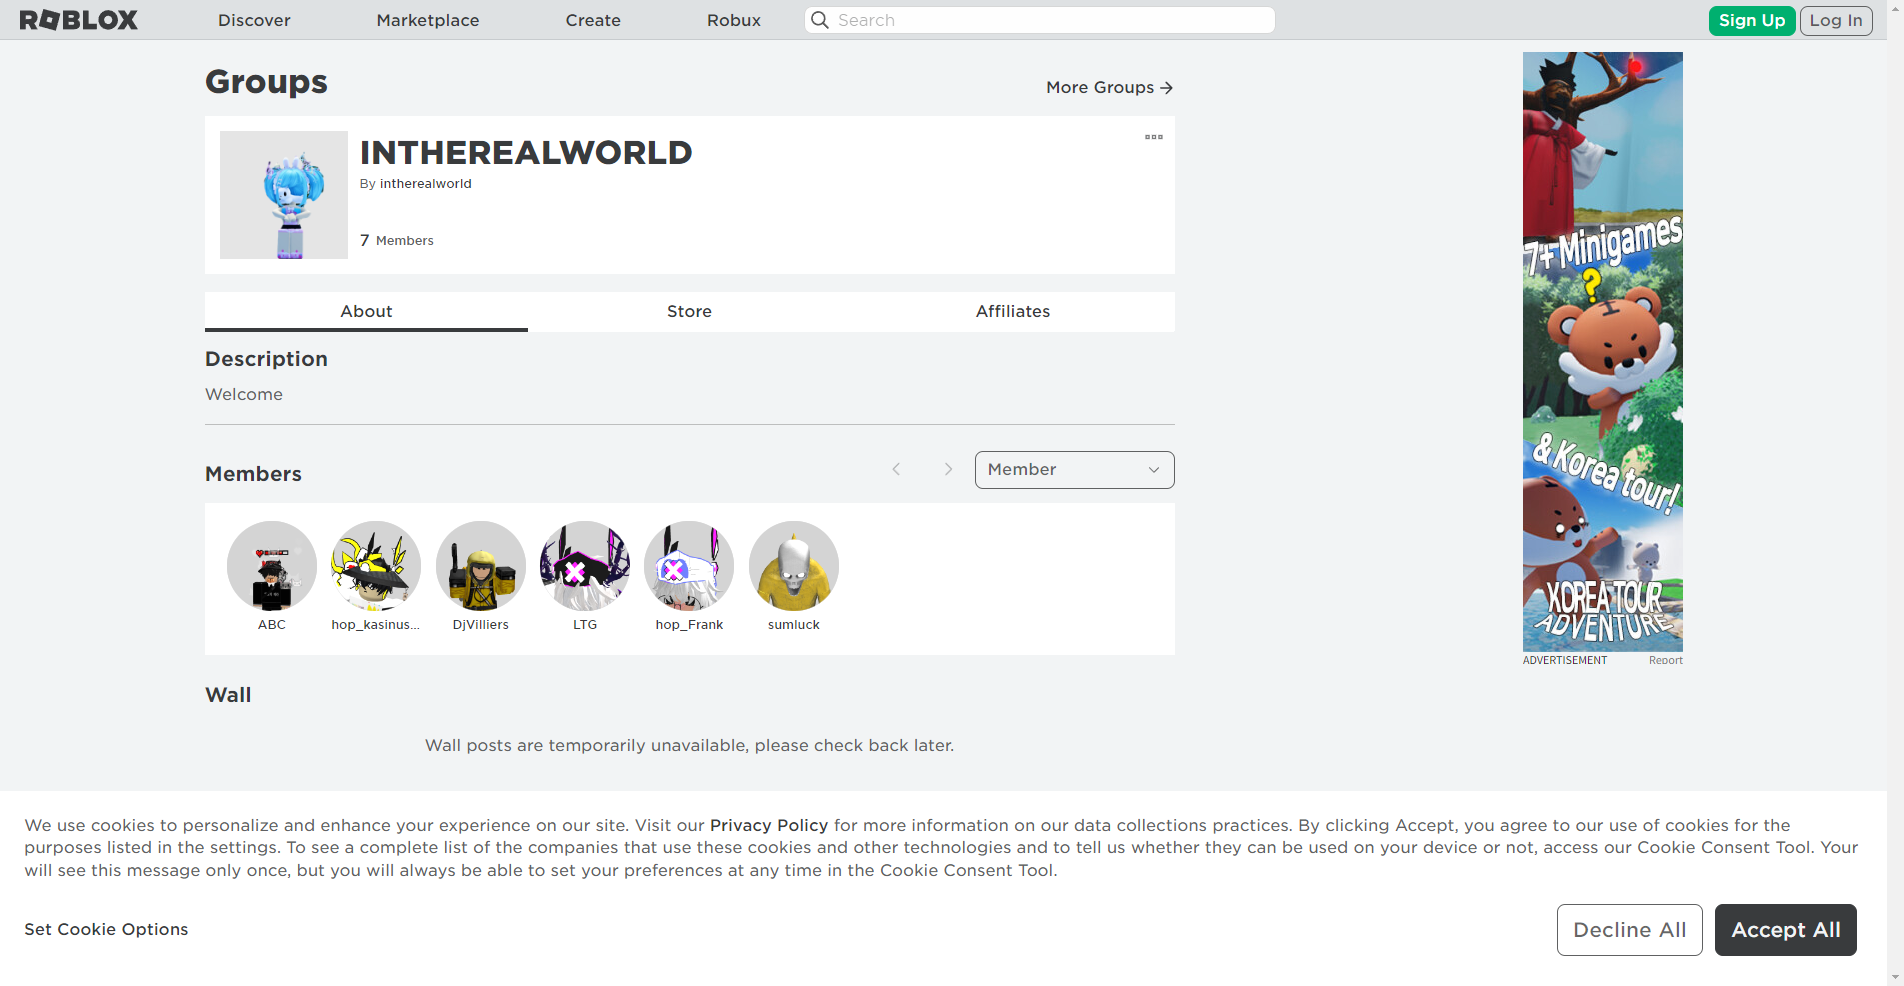 ROBLOX
Discover
Marketplace
Create
Robux
Search
Sign Up
Log In
Groups
More Groups →
INTHEREALWORLD
By intherealworld
7 Members
About
Store
Affiliates
Description
Welcome
Members
Member
ABC
hop_kasinus...
DjVilliers
LTG
hop_Frank
sumluck
Wall
Wall posts are temporarily unavailable, please check back later.
7+ Minigames
?
& Korea tour!
KOREA TOUR
ADVENTURE
ADVERTISEMENT
Report
We use cookies to personalize and enhance your experience on our site. Visit our Privacy Policy for more information on our data collections practices. By clicking Accept, you agree to our use of cookies for the
purposes listed in the settings. To see a complete list of the companies that use these cookies and other technologies and to tell us whether they can be used on your device or not, access our Cookie Consent Tool. Your
will see this message only once, but you will always be able to set your preferences at any time in the Cookie Consent Tool.
Set Cookie Options
Decline All
Accept All